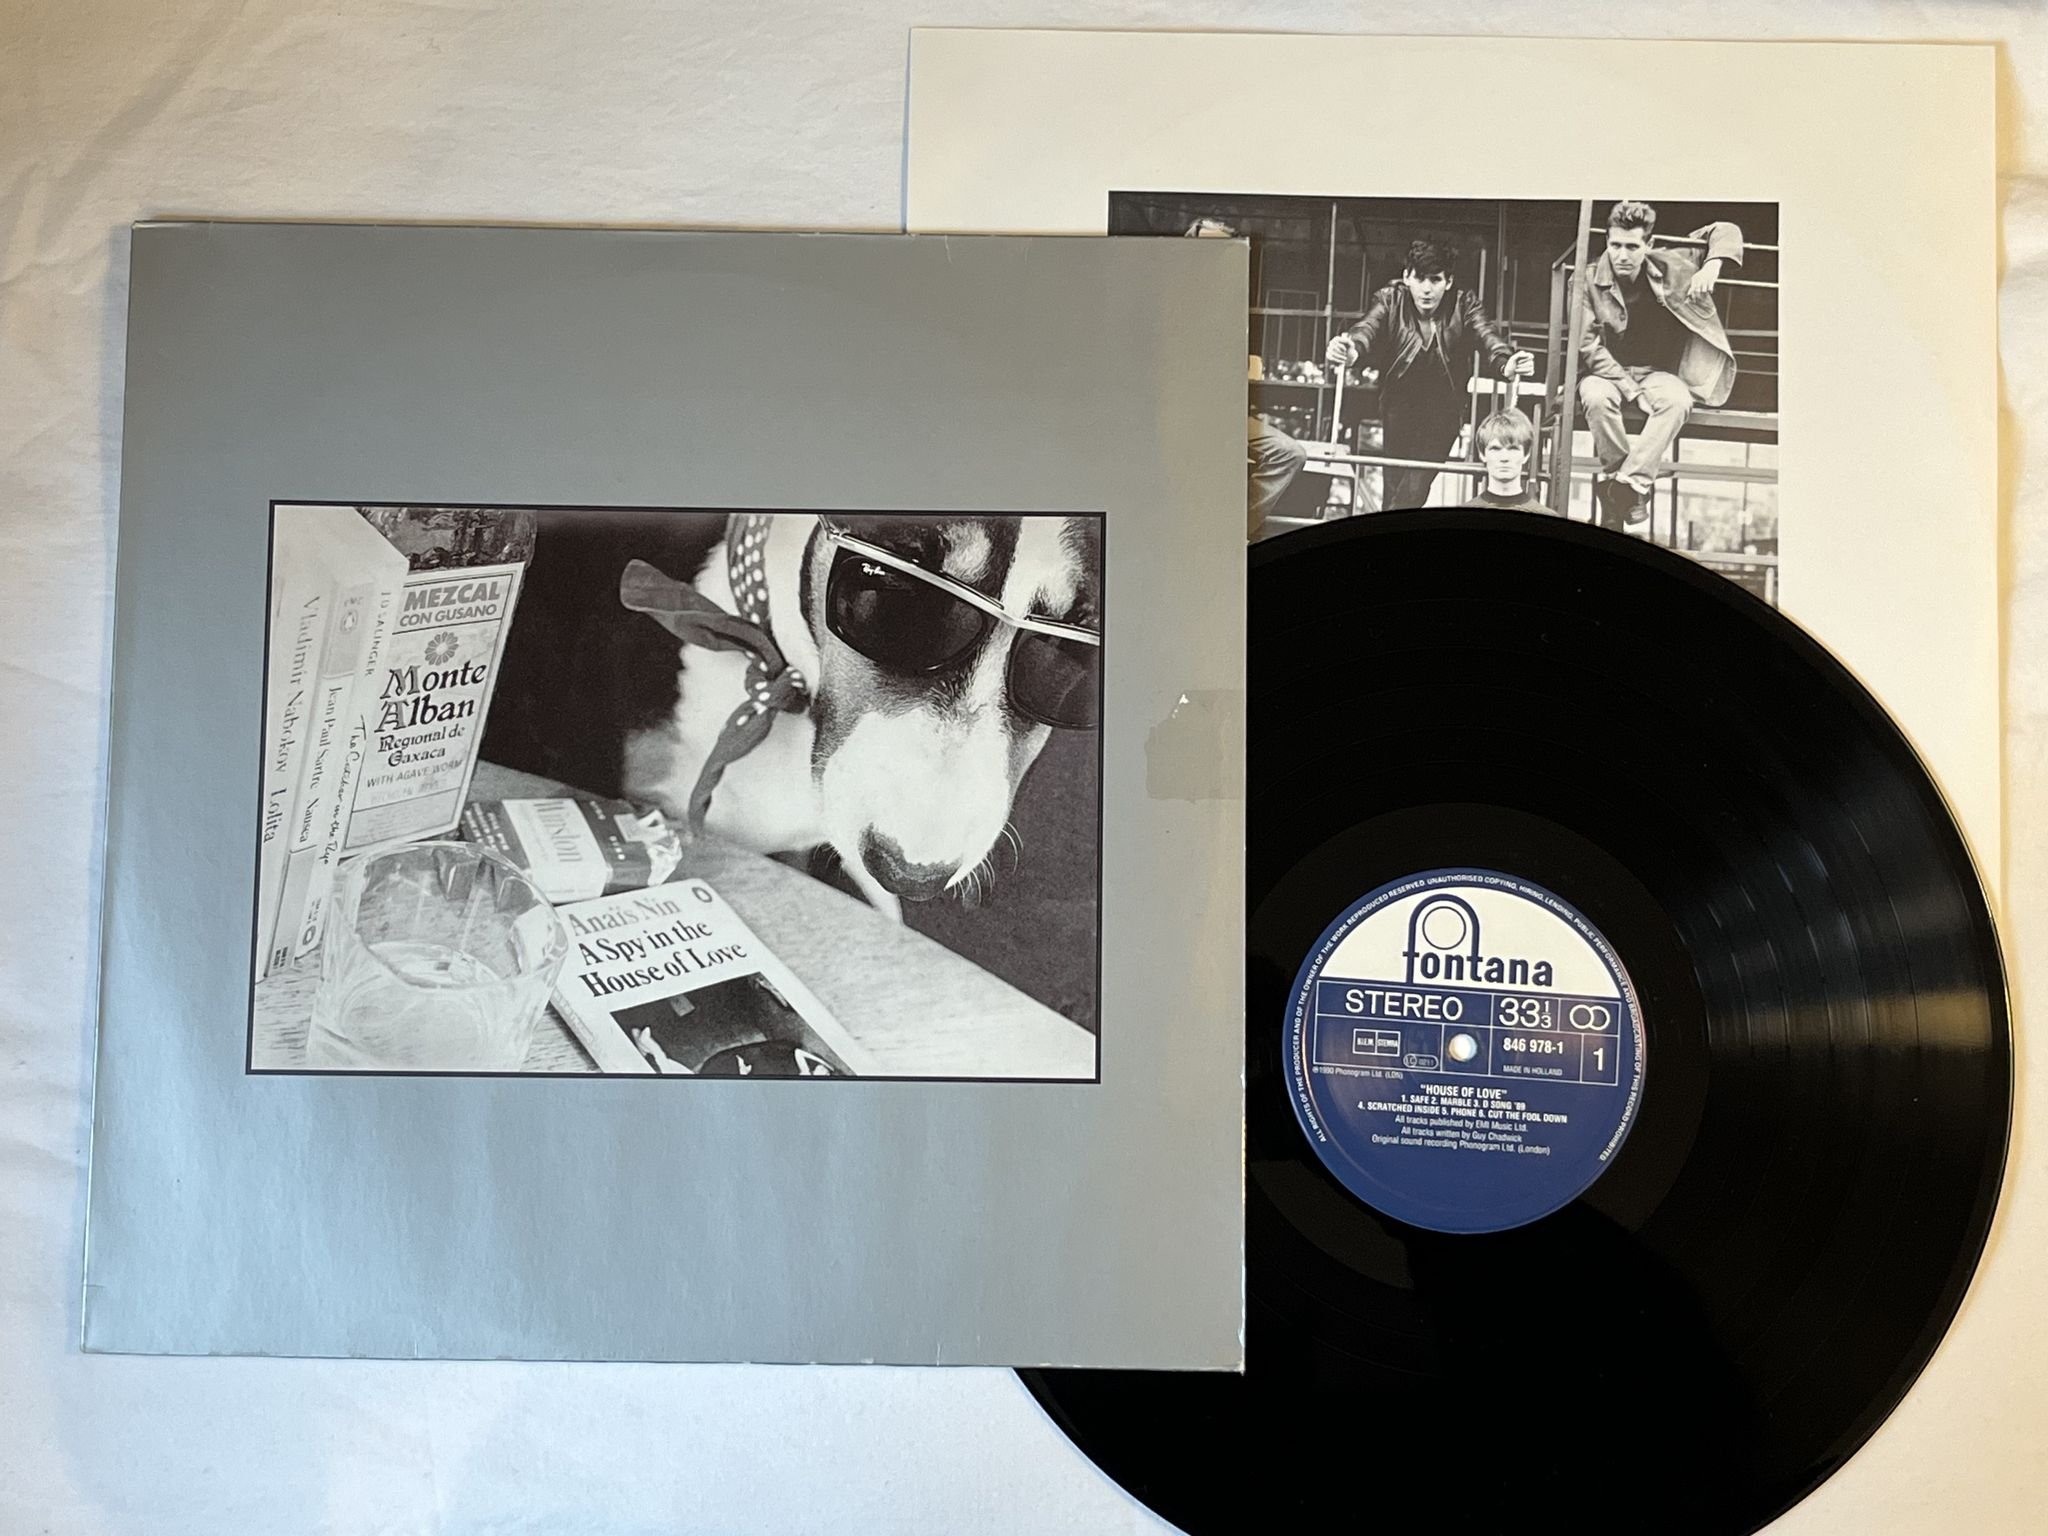 MEZCAL
CON GUSANO
Monte
Alban
Regional de
Oaxaca
WITH AGAVE WORM
Vladimir Nabokov Lolita
Jean-Paul Sartre Nausea
J D SALINGER The Catcher in the Rye
Winston
Ray-Ban
Anaïs Nin
A Spy in the
House of Love
ALL RIGHTS OF THE PRODUCER AND OF THE OWNER OF THE WORK REPRODUCED RESERVED. UNAUTHORISED COPYING, HIRING, LENDING, PUBLIC PERFORMANCE AND BROADCASTING OF THIS RECORD PROHIBITED.
fontana
STEREO 33 1/3
B.I.E.M. STEMRA
LC 0211
846 978-1
1
℗ 1990 Phonogram Ltd. (LDN)
MADE IN HOLLAND
"HOUSE OF LOVE"
1. SAFE 2. MARBLE 3. D SONG '89
4. SCRATCHED INSIDE 5. PHONE 6. CUT THE FOOL DOWN
All tracks published by EMI Music Ltd.
All tracks written by Guy Chadwick
Original sound recording Phonogram Ltd. (London)